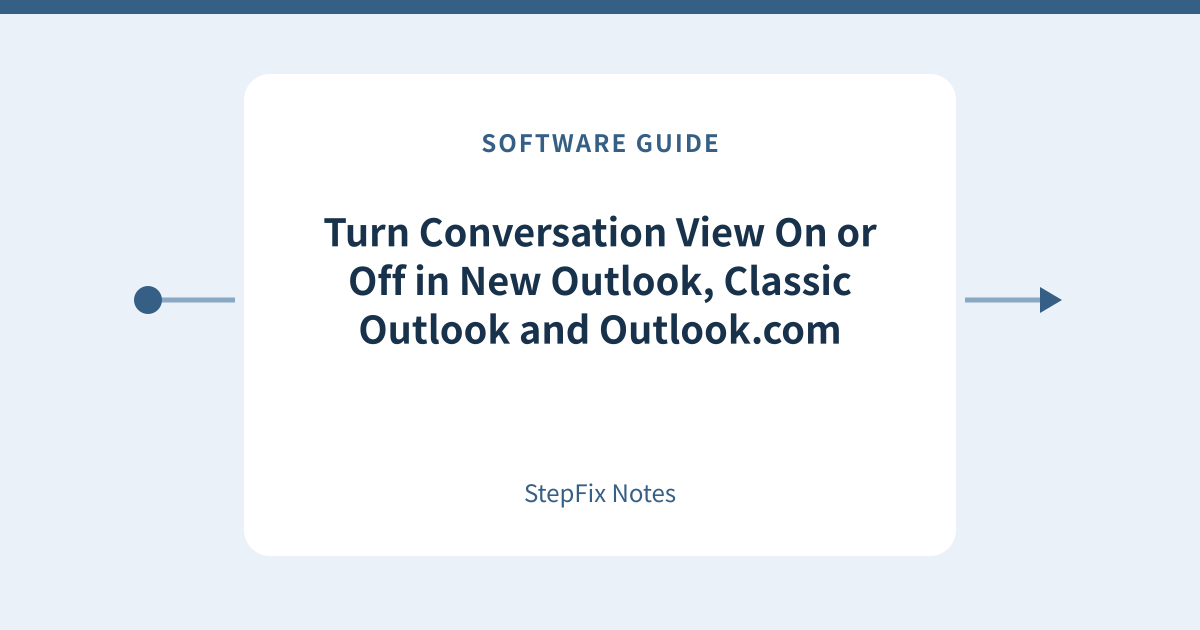 SOFTWARE GUIDE
Turn Conversation View On or
Off in New Outlook, Classic
Outlook and Outlook.com
StepFix Notes